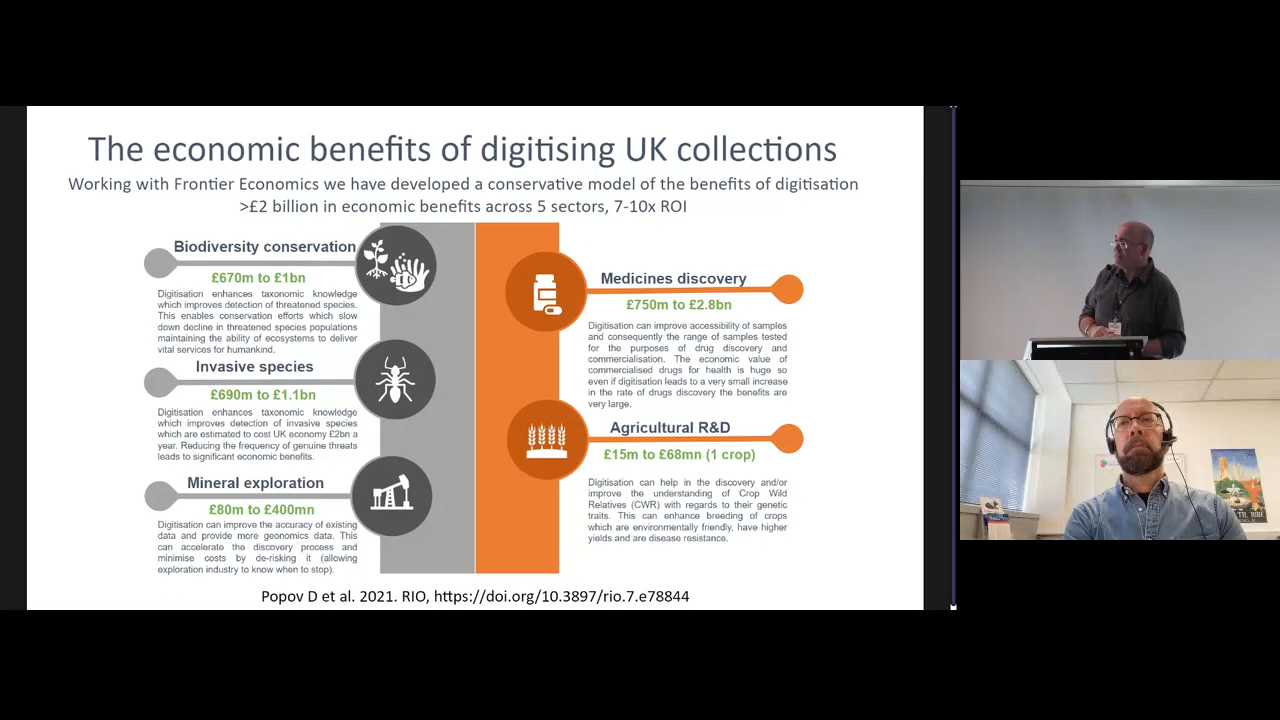 The economic benefits of digitising UK collections
Working with Frontier Economics we have developed a conservative model of the benefits of digitisation
>£2 billion in economic benefits across 5 sectors, 7-10x ROI
Biodiversity conservation
£670m to £1bn
Digitisation enhances taxonomic knowledge
which improves detection of threatened species.
This enables conservation efforts which slow
down decline in threatened species populations
maintaining the ability of ecosystems to deliver
vital services for humankind.
Invasive species
£690m to £1.1bn
Digitisation enhances taxonomic knowledge
which improves detection of invasive species
which are estimated to cost UK economy £2bn a
year. Reducing the frequency of genuine threats
leads to significant economic benefits.
Mineral exploration
£80m to £400mn
Digitisation can improve the accuracy of existing
data and provide more geonomics data. This
can accelerate the discovery process and
minimise costs by de-risking it (allowing
exploration industry to know when to stop).
Medicines discovery
£750m to £2.8bn
Digitisation can improve accessibility of samples
and consequently the range of samples tested
for the purposes of drug discovery and
commercialisation. The economic value of
commercialised drugs for health is huge so
even if digitisation leads to a very small increase
in the rate of drugs discovery the benefits are
very large.
Agricultural R&D
£15m to £68mn (1 crop)
Digitisation can help in the discovery and/or
improve the understanding of Crop Wild
Relatives (CWR) with regards to their genetic
traits. This can enhance breeding of crops
which are environmentally friendly, have higher
yields and are disease resistance.
Popov D et al. 2021. RIO, https://doi.org/10.3897/rio.7.e78844